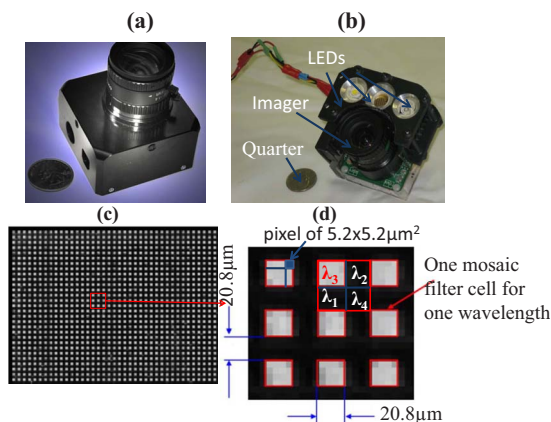 (a)
(b)
LEDs
Imager
Quarter
(c)
(d)
pixel of 5.2x5.2μm²
20.8μm
λ₃ λ₂
λ₁ λ₄
One mosaic
filter cell for
one wavelength
20.8μm